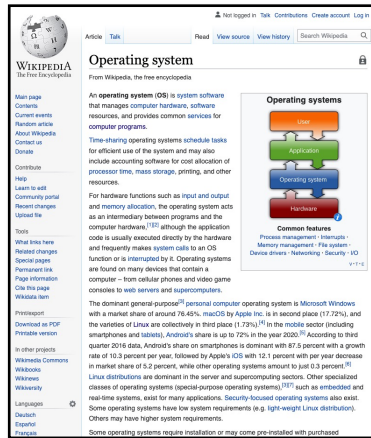 Not logged in Talk Contributions Create account Log in
Article Talk Read View source View history Search Wikipedia
WIKIPEDIA
The Free Encyclopedia
Main page
Contents
Current events
Random article
About Wikipedia
Contact us
Donate
Contribute
Help
Learn to edit
Community portal
Recent changes
Upload file
Tools
What links here
Related changes
Special pages
Permanent link
Page information
Cite this page
Wikidata item
Print/export
Download as PDF
Printable version
In other projects
Wikimedia Commons
Wikibooks
Wikinews
Wikiversity
Languages
Deutsch
Español
Français
Operating system
From Wikipedia, the free encyclopedia
An operating system (OS) is system software
that manages computer hardware, software
resources, and provides common services for
computer programs.
Time-sharing operating systems schedule tasks
for efficient use of the system and may also
include accounting software for cost allocation of
processor time, mass storage, printing, and other
resources.
For hardware functions such as input and output
and memory allocation, the operating system acts
as an intermediary between programs and the
computer hardware,[1][2] although the application
code is usually executed directly by the hardware
and frequently makes system calls to an OS
function or is interrupted by it. Operating systems
are found on many devices that contain a
computer – from cellular phones and video game
consoles to web servers and supercomputers.
Operating systems
User
Application
Operating system
Hardware
Common features
Process management · Interrupts ·
Memory management · File system ·
Device drivers · Networking · Security · I/O
V · T · E
The dominant general-purpose[3] personal computer operating system is Microsoft Windows
with a market share of around 76.45%. macOS by Apple Inc. is in second place (17.72%), and
the varieties of Linux are collectively in third place (1.73%).[4] In the mobile sector (including
smartphones and tablets), Android's share is up to 72% in the year 2020.[5] According to third
quarter 2016 data, Android's share on smartphones is dominant with 87.5 percent with a growth
rate of 10.3 percent per year, followed by Apple's iOS with 12.1 percent with per year decrease
in market share of 5.2 percent, while other operating systems amount to just 0.3 percent.[6]
Linux distributions are dominant in the server and supercomputing sectors. Other specialized
classes of operating systems (special-purpose operating systems),[3][7] such as embedded and
real-time systems, exist for many applications. Security-focused operating systems also exist.
Some operating systems have low system requirements (e.g. light-weight Linux distribution).
Others may have higher system requirements.
Some operating systems require installation or may come pre-installed with purchased